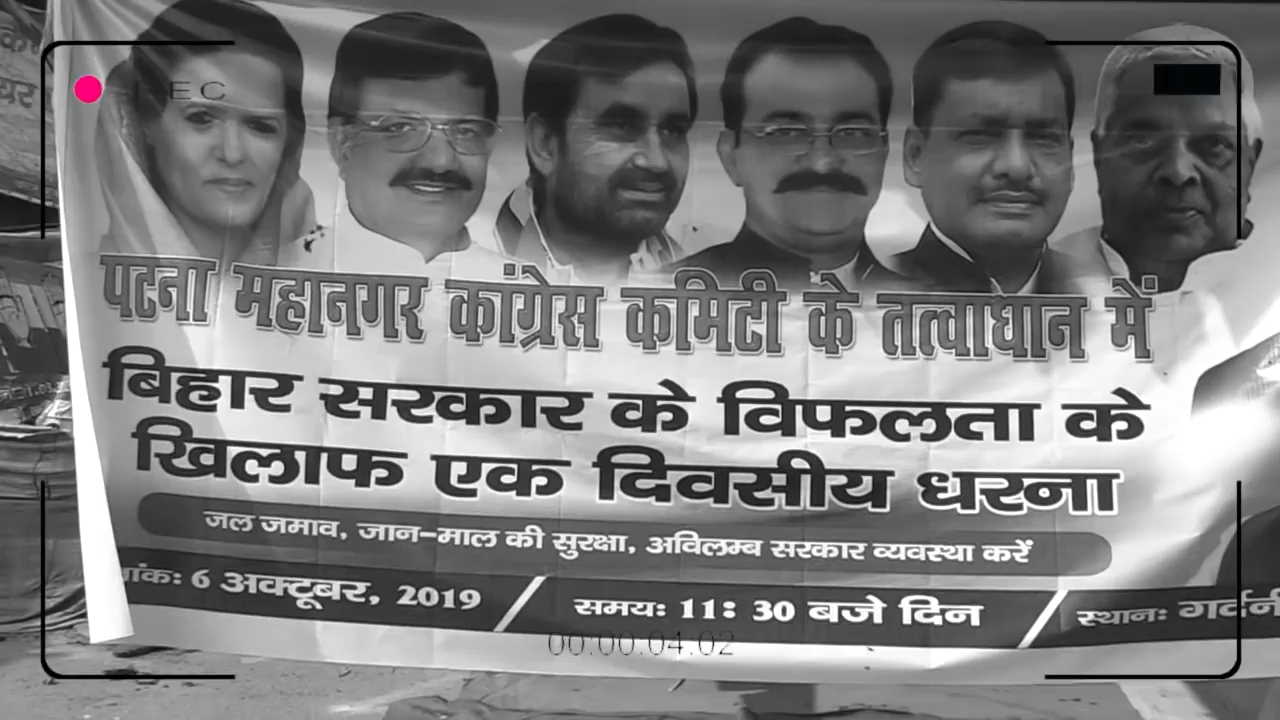 REC
पटना महानगर कांग्रेस कमिटी के तत्वाधान में
बिहार सरकार के विफलता के
खिलाफ एक दिवसीय धरना
जल जमाव, जान-माल की सुरक्षा, अविलम्ब सरकार व्यवस्था करें
6 अक्टूबर, 2019 समयः 11: 30 बजे दिन स्थानः
00:00:04:02